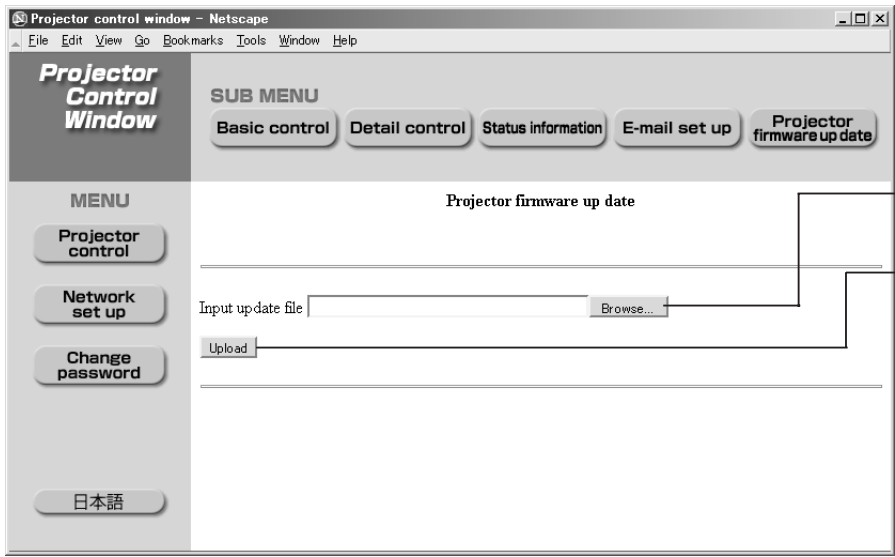 Projector control window - Netscape
File Edit View Go Bookmarks Tools Window Help
Projector
Control
Window
SUB MENU
Basic control
Detail control
Status information
E-mail set up
Projector
firmware up date
MENU
Projector
control
Network
set up
Change
password
日本語
Projector firmware up date
Input update file
Browse...
Upload